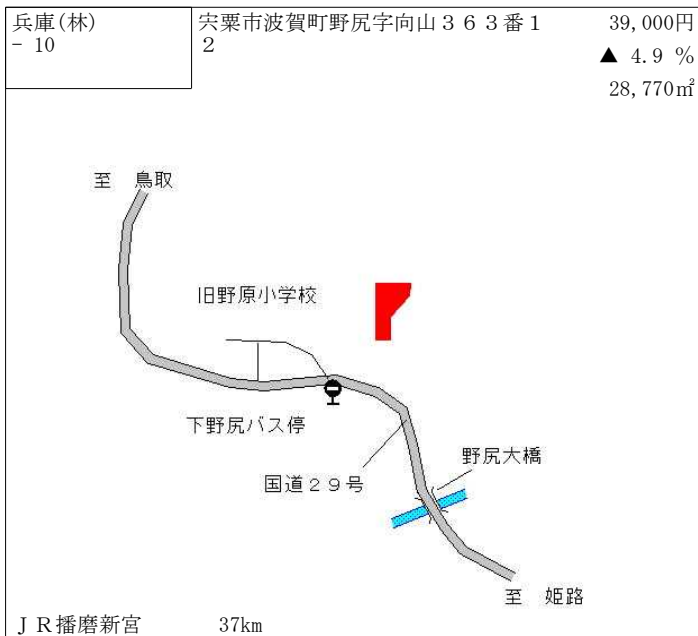 兵庫(林)
- 10
宍粟市波賀町野尻字向山３６３番１
２
39,000円
▲ 4.9 %
28,770㎡
至 鳥取
旧野原小学校
下野尻バス停
国道２９号
野尻大橋
至 姫路
ＪＲ播磨新宮 37km